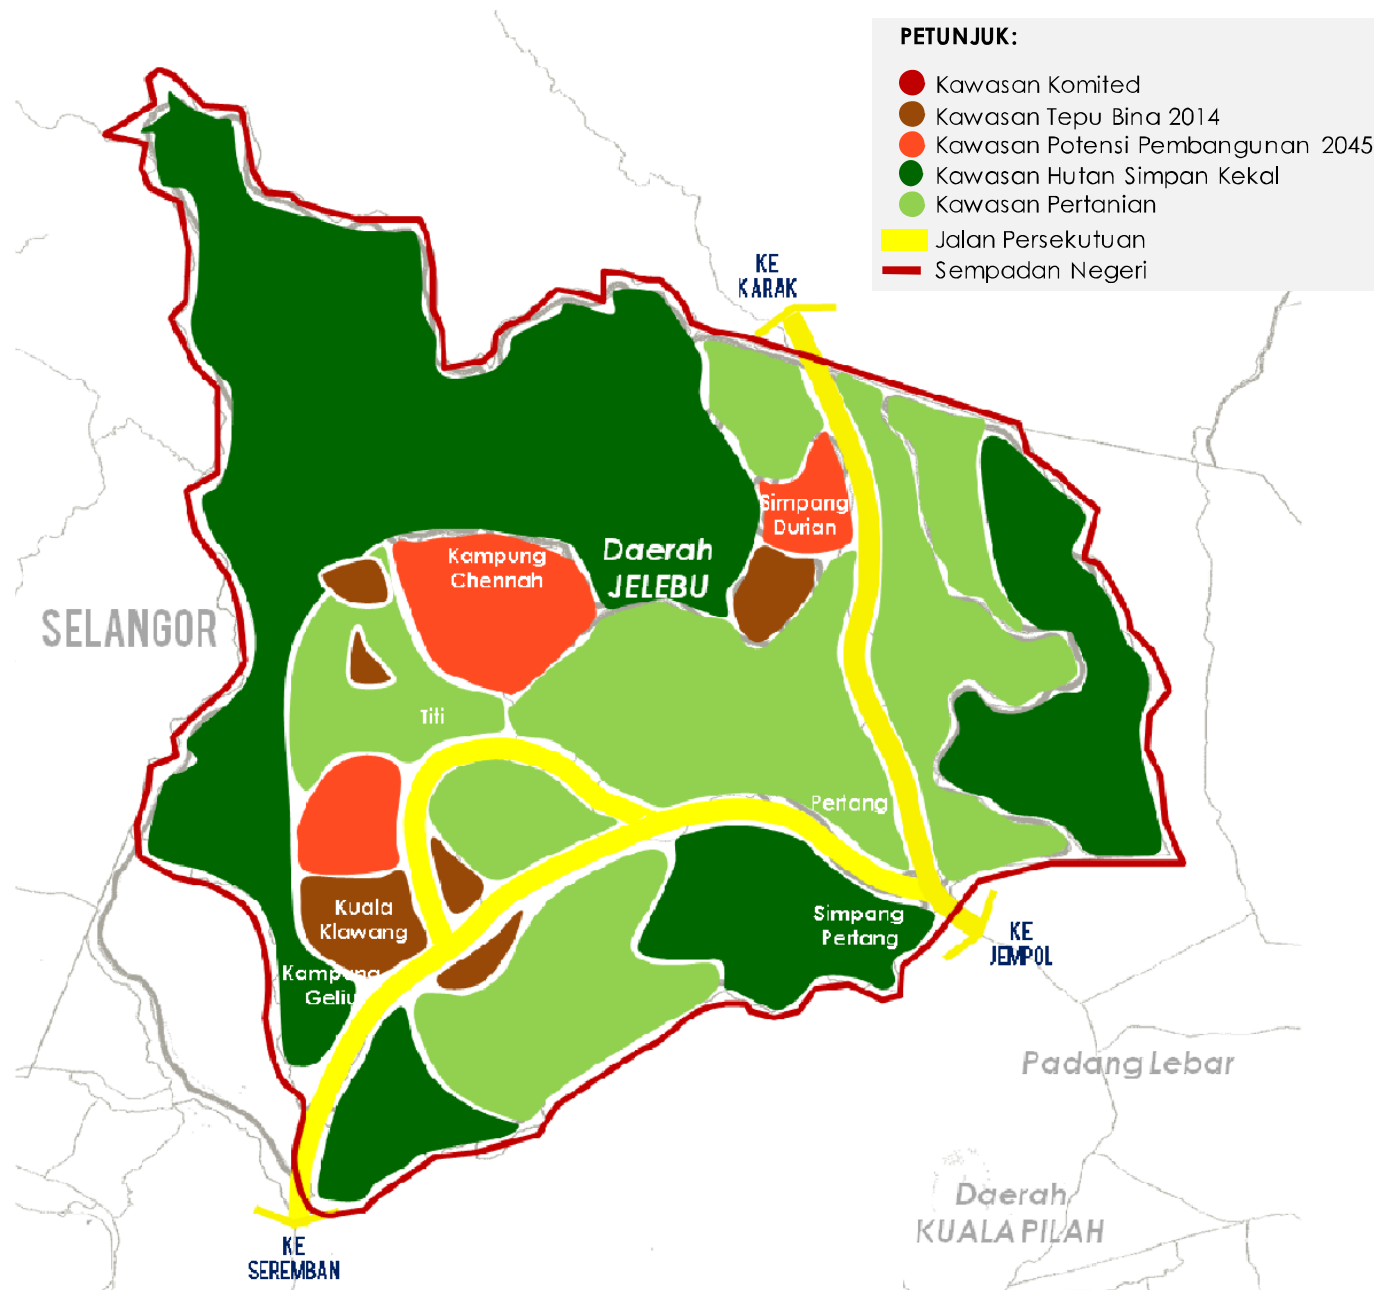 PETUNJUK:
Kawasan Komited
Kawasan Tepu Bina 2014
Kawasan Potensi Pembangunan 2045
Kawasan Hutan Simpan Kekal
Kawasan Pertanian
Jalan Persekutuan
Sempadan Negeri
KE
KARAK
Simpang
Durian
Kampung
Chennah
Daerah
JELEBU
SELANGOR
Titi
Pertang
Kuala
Klawang
Simpang
Pertang
KE
JEMPOL
Kampung
Geliu
Padang Lebar
Daerah
KUALA PILAH
KE
SEREMBAN